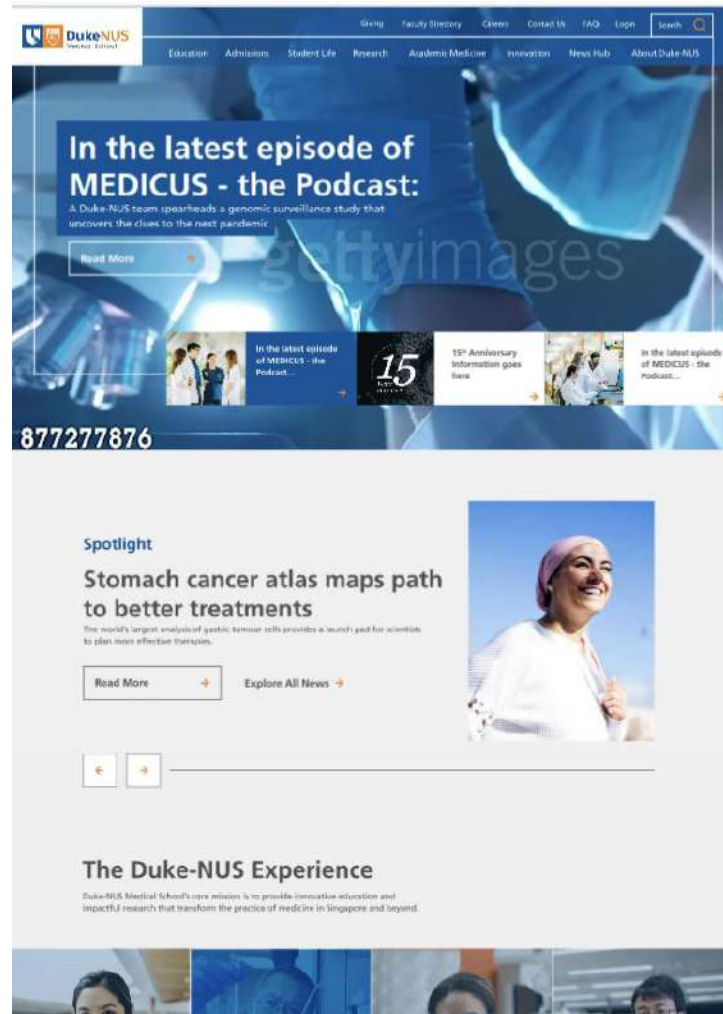 DukeNUS
Medical School
Giving
Faculty Directory
Careers
Contact Us
FAQ
Login
Search
Education
Admissions
Student Life
Research
Academic Medicine
Innovation
News Hub
About Duke-NUS
In the latest episode of
MEDICUS - the Podcast:
A Duke-NUS team spearheads a genomic surveillance study that
uncovers the clues to the next pandemic
Read More
gettyimages
In the latest episode
of MEDICUS - the
Podcast...
15
15th Anniversary
Information goes
here
In the latest episode
of MEDICUS - the
Podcast...
877277876
Spotlight
Stomach cancer atlas maps path
to better treatments
The world's largest analysis of gastric tumour cells provides a launch pad for scientists
to plan more effective therapies.
Read More
Explore All News
The Duke-NUS Experience
Duke-NUS Medical School's core mission is to provide innovative education and
impactful research that transform the practice of medicine in Singapore and beyond.